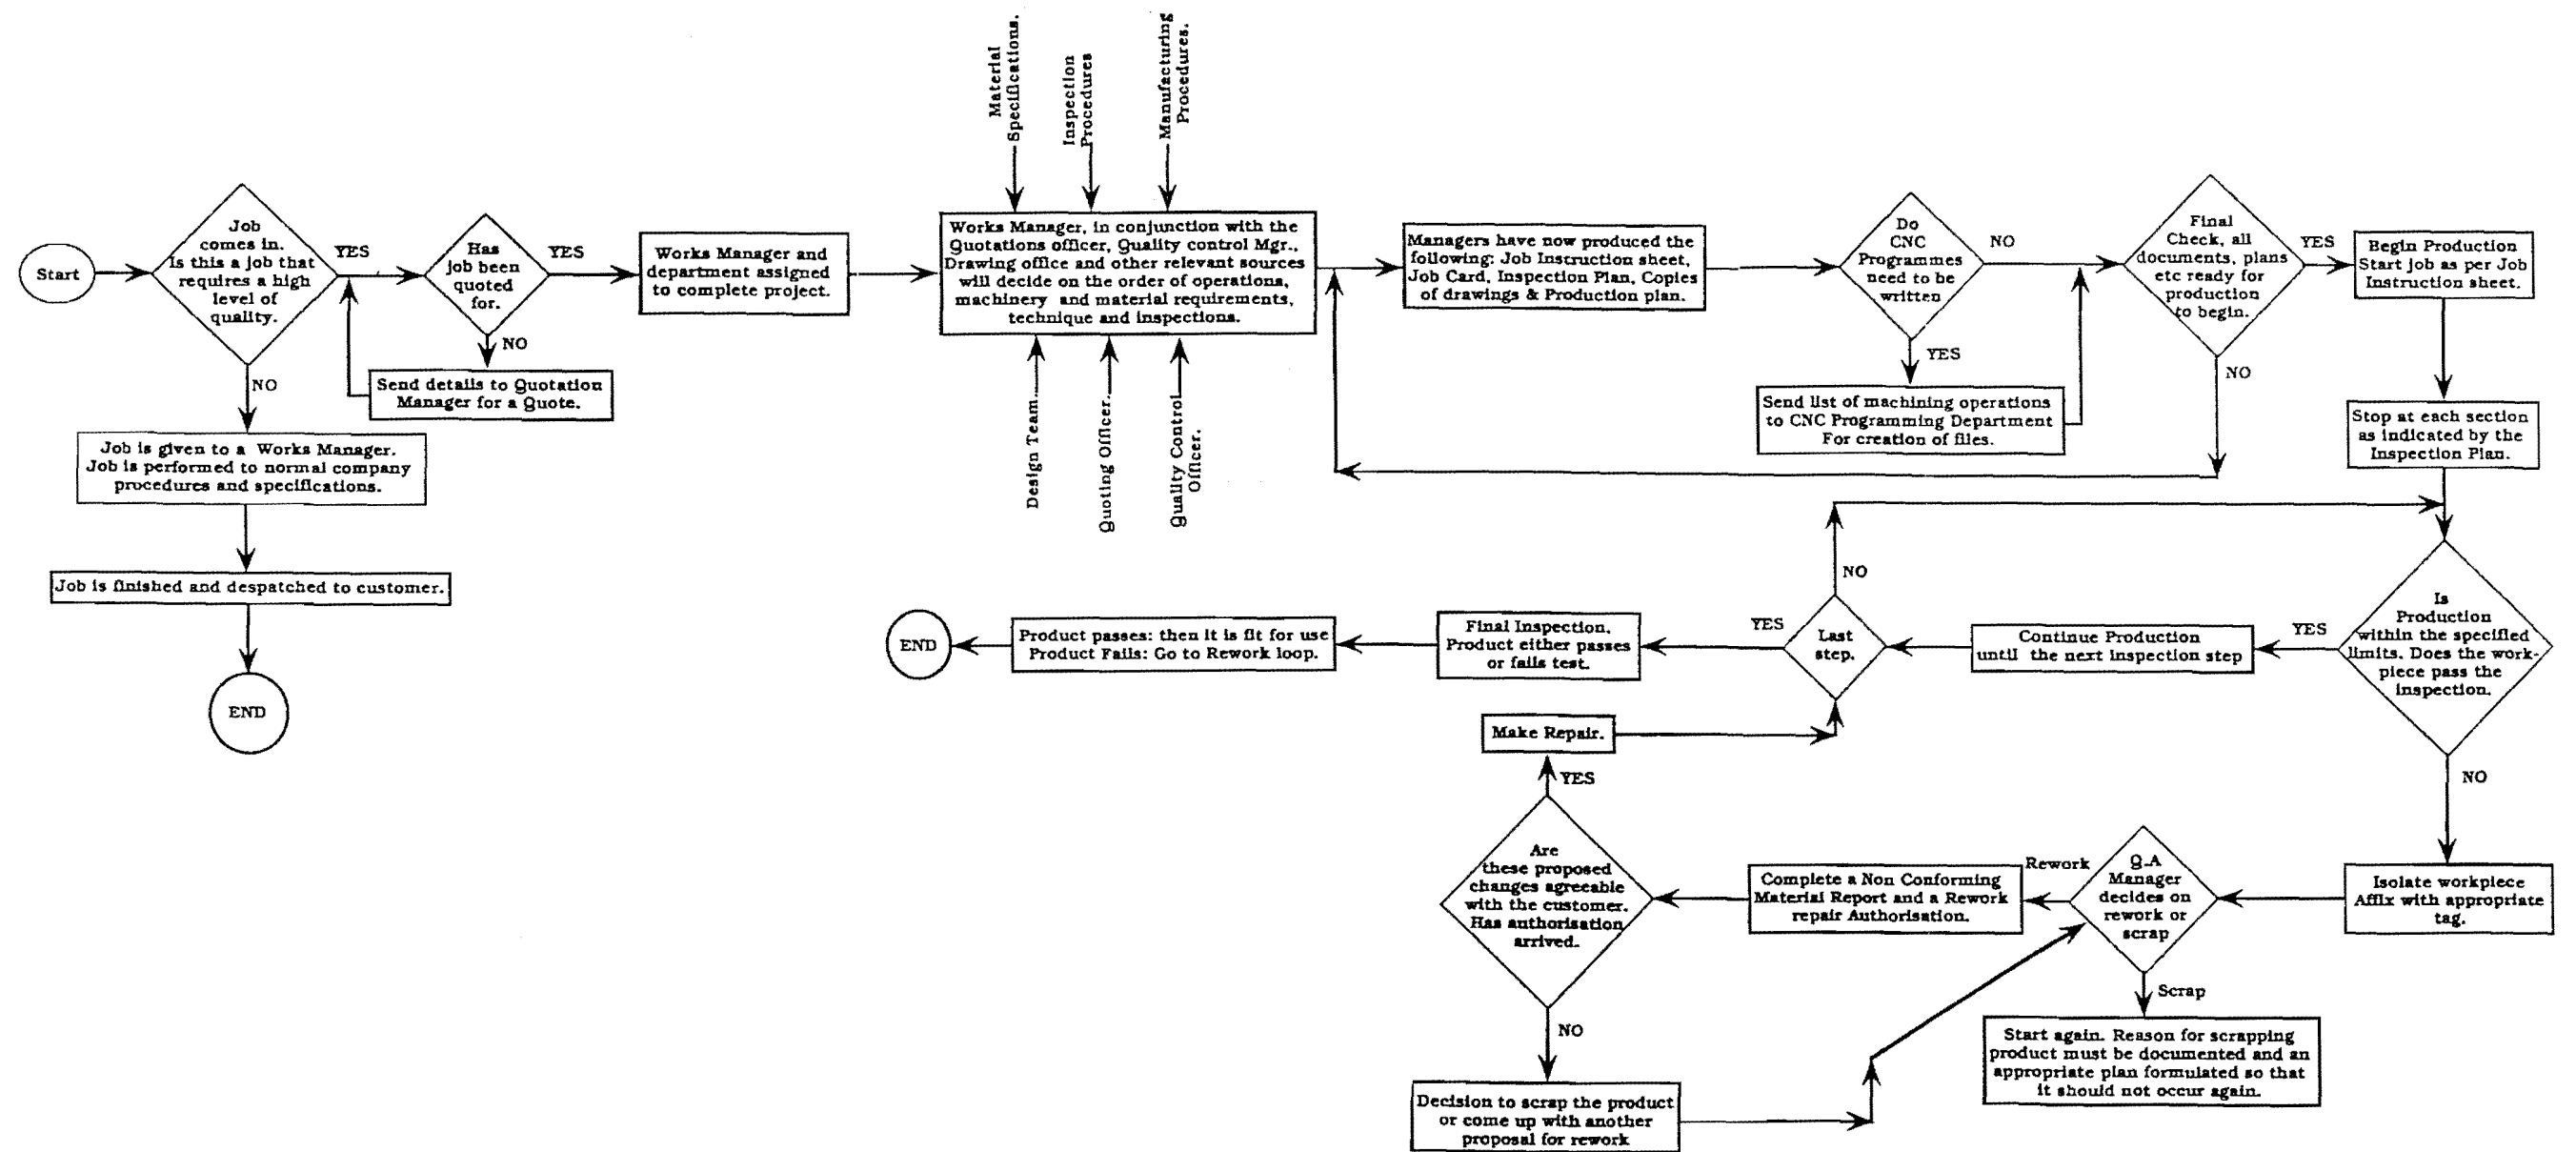 Material
Specifications.
Inspection
Procedures
Manufacturing
Procedures.
Start
Job
comes in.
Is this a job that
requires a high
level of
quality.
YES
NO
Has
job been
quoted
for.
YES
NO
Send details to Quotation
Manager for a Quote.
Works Manager and
department assigned
to complete project.
Works Manager, in conjunction with the
Quotations officer, Quality control Mgr.,
Drawing office and other relevant sources
will decide on the order of operations,
machinery and material requirements,
technique and inspections.
Design Team.
Quoting Officer.
Quality Control
Officer.
Managers have now produced the
following: Job Instruction sheet,
Job Card, Inspection Plan, Copies
of drawings & Production plan.
Do
CNC
Programmes
need to be
written
NO
YES
Send list of machining operations
to CNC Programming Department
For creation of files.
Final
Check, all
documents, plans
etc ready for
production
to begin.
YES
NO
Begin Production
Start job as per Job
Instruction sheet.
Stop at each section
as indicated by the
Inspection Plan.
Job is given to a Works Manager.
Job is performed to normal company
procedures and specifications.
Job is finished and despatched to customer.
END
Is
Production
within the specified
limits. Does the work-
piece pass the
inspection.
YES
NO
Continue Production
until the next inspection step
Last
step.
NO
YES
Final Inspection.
Product either passes
or fails test.
Product passes: then it is fit for use
Product Fails: Go to Rework loop.
END
Make Repair.
YES
Are
these proposed
changes agreeable
with the customer.
Has authorisation
arrived.
NO
Complete a Non Conforming
Material Report and a Rework
repair Authorisation.
Rework
Q.A
Manager
decides on
rework or
scrap
Scrap
Isolate workpiece
Affix with appropriate
tag.
Start again. Reason for scrapping
product must be documented and an
appropriate plan formulated so that
it should not occur again.
Decision to scrap the product
or come up with another
proposal for rework